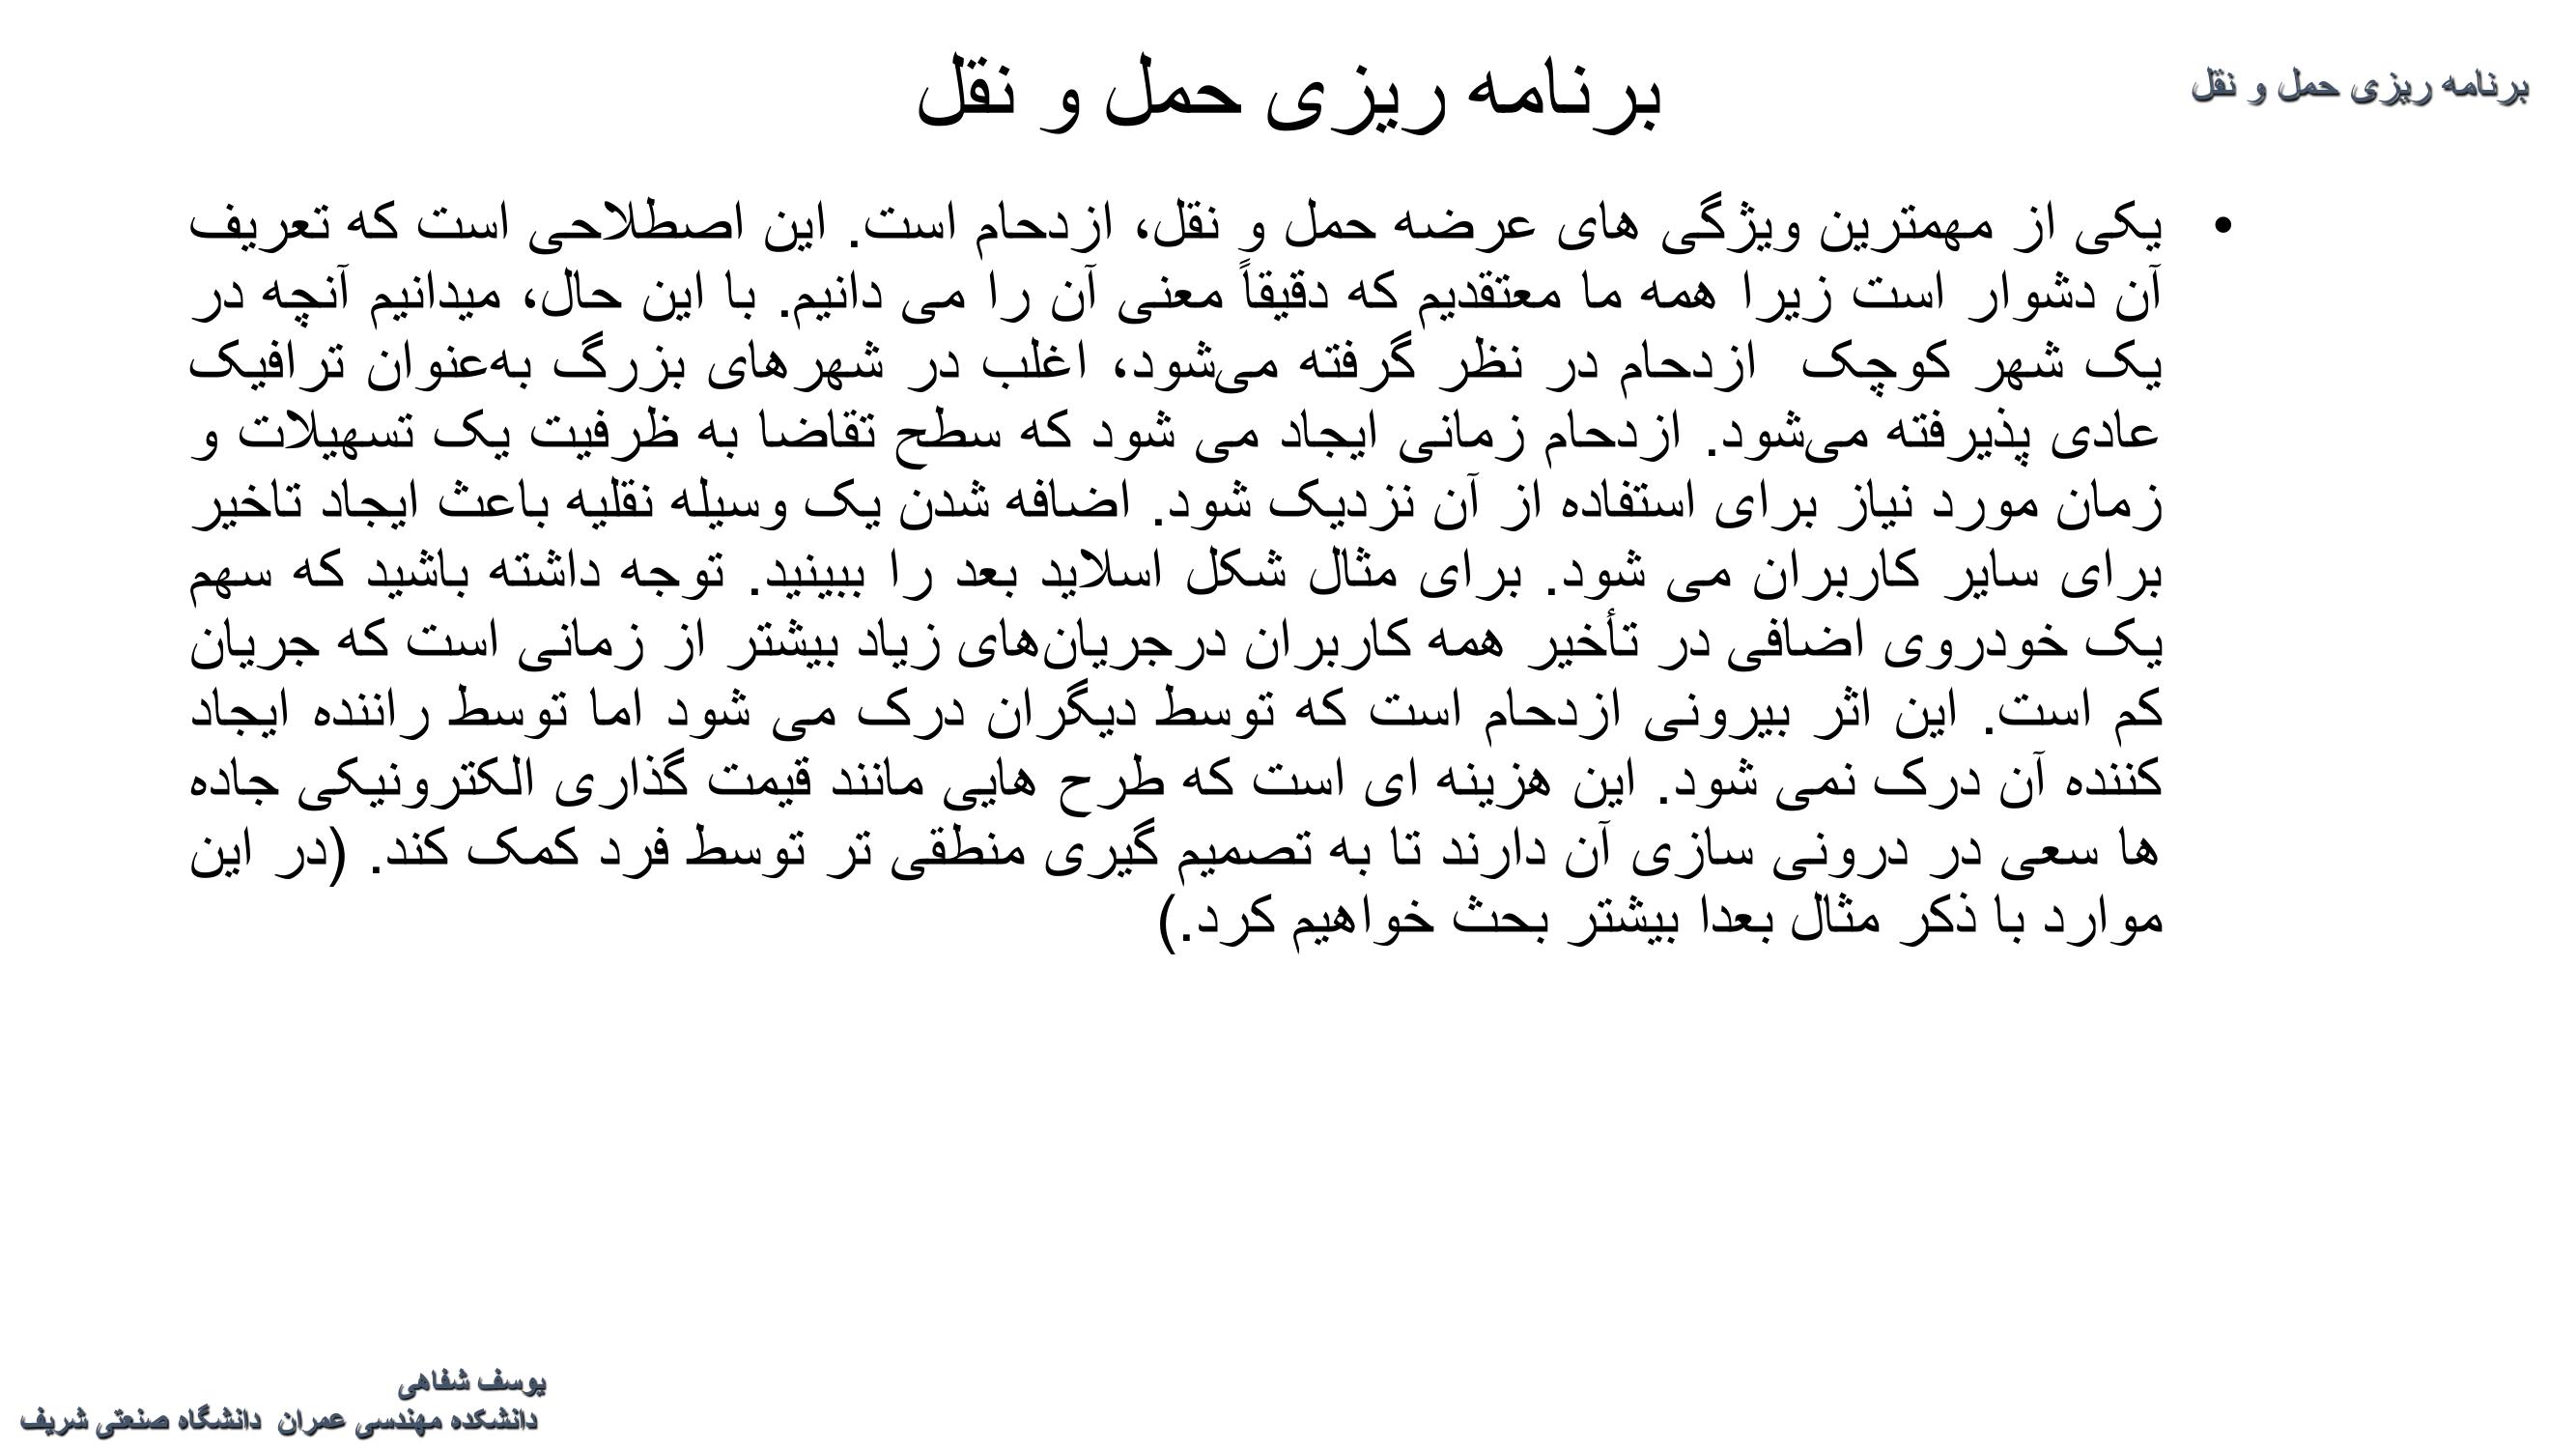 برنامه ریزی حمل و نقل
برنامه ریزی حمل و نقل
• یکی از مهمترین ویژگی های عرضه حمل و نقل، ازدحام است. این اصطلاحی است که تعریف
آن دشوار است زیرا همه ما معتقدیم که دقیقاً معنی آن را می دانیم. با این حال، میدانیم آنچه در
یک شهر کوچک ازدحام در نظر گرفته می‌شود، اغلب در شهرهای بزرگ به‌عنوان ترافیک
عادی پذیرفته می‌شود. ازدحام زمانی ایجاد می شود که سطح تقاضا به ظرفیت یک تسهیلات و
زمان مورد نیاز برای استفاده از آن نزدیک شود. اضافه شدن یک وسیله نقلیه باعث ایجاد تاخیر
برای سایر کاربران می شود. برای مثال شکل اسلاید بعد را ببینید. توجه داشته باشید که سهم
یک خودروی اضافی در تأخیر همه کاربران درجریان‌های زیاد بیشتر از زمانی است که جریان
کم است. این اثر بیرونی ازدحام است که توسط دیگران درک می شود اما توسط راننده ایجاد
کننده آن درک نمی شود. این هزینه ای است که طرح هایی مانند قیمت گذاری الکترونیکی جاده
ها سعی در درونی سازی آن دارند تا به تصمیم گیری منطقی تر توسط فرد کمک کند. (در این
موارد با ذکر مثال بعدا بیشتر بحث خواهیم کرد.)
یوسف شفاهی
دانشکده مهندسی عمران دانشگاه صنعتی شریف